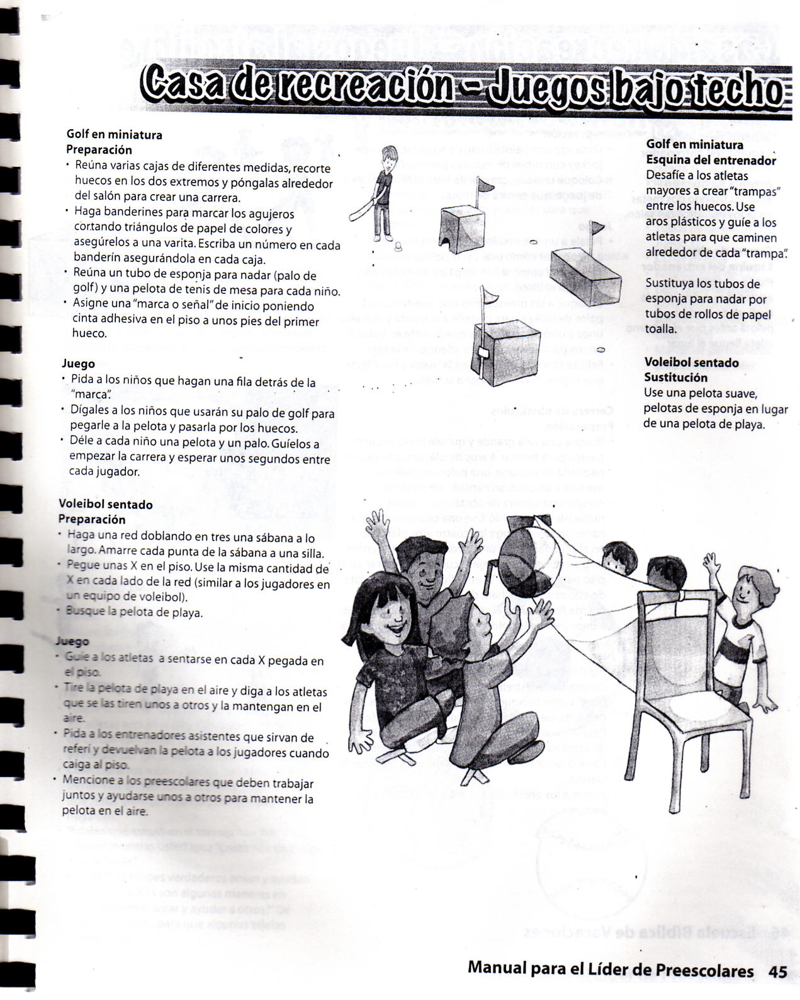 Casa de recreación - Juegos bajo techo
Golf en miniatura
Preparación
• Reúna varias cajas de diferentes medidas, recorte
huecos en los dos extremos y póngalas alrededor
del salón para crear una carrera.
• Haga banderines para marcar los agujeros
cortando triángulos de papel de colores y
asegúrelos a una varita. Escriba un número en cada
banderín asegurándola en cada caja.
• Reúna un tubo de esponja para nadar (palo de
golf) y una pelota de tenis de mesa para cada niño.
• Asigne una "marca o señal" de inicio poniendo
cinta adhesiva en el piso a unos pies del primer
hueco.
Juego
• Pida a los niños que hagan una fila detrás de la
"marca".
• Dígales a los niños que usarán su palo de golf para
pegarle a la pelota y pasarla por los huecos.
• Déle a cada niño una pelota y un palo. Guíelos a
empezar la carrera y esperar unos segundos entre
cada jugador.
Voleibol sentado
Preparación
• Haga una red doblando en tres una sábana a lo
largo. Amarre cada punta de la sábana a una silla.
• Pegue unas X en el piso. Use la misma cantidad de
X en cada lado de la red (similar a los jugadores en
un equipo de voleibol).
• Busque la pelota de playa.
Juego
• Guíe a los atletas a sentarse en cada X pegada en
el piso.
• Tire la pelota de playa en el aire y diga a los atletas
que se las tiren unos a otros y la mantengan en el
aire.
• Pida a los entrenadores asistentes que sirvan de
referí y devuelvan la pelota a los jugadores cuando
caiga al piso.
• Mencione a los preescolares que deben trabajar
juntos y ayudarse unos a otros para mantener la
pelota en el aire.
Golf en miniatura
Esquina del entrenador
Desafíe a los atletas
mayores a crear "trampas"
entre los huecos. Use
aros plásticos y guíe a los
atletas para que caminen
alrededor de cada "trampa".
Sustituya los tubos de
esponja para nadar por
tubos de rollos de papel
toalla.
Voleibol sentado
Sustitución
Use una pelota suave,
pelotas de esponja en lugar
de una pelota de playa.
Manual para el Líder de Preescolares 45